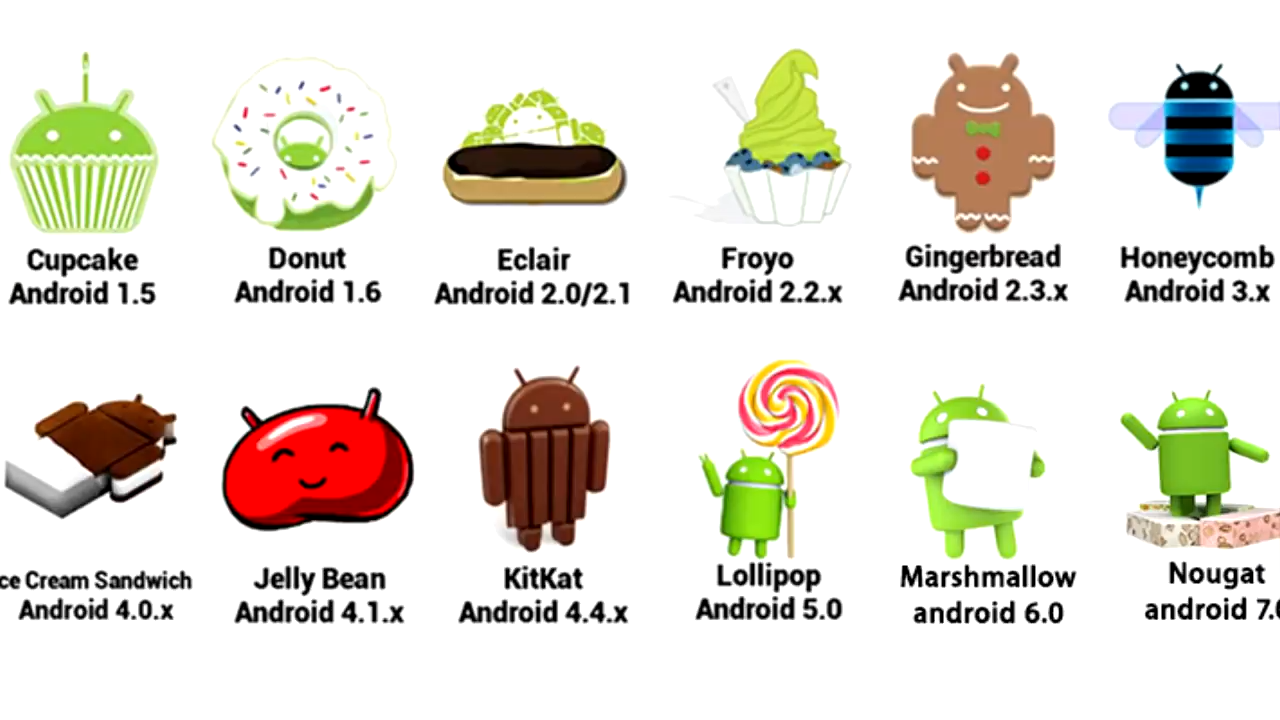 Cupcake
Android 1.5
Donut
Android 1.6
Eclair
Android 2.0/2.1
Froyo
Android 2.2.x
Gingerbread
Android 2.3.x
Honeycomb
Android 3.x
ce Cream Sandwich
Android 4.0.x
Jelly Bean
Android 4.1.x
KitKat
Android 4.4.x
Lollipop
Android 5.0
Marshmallow
android 6.0
Nougat
android 7.0